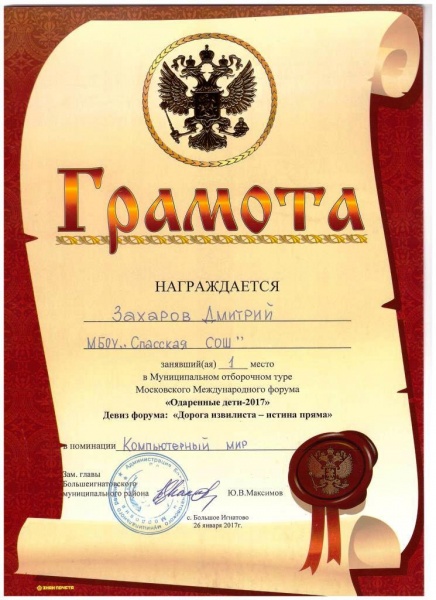 Грамота
НАГРАЖДАЕТСЯ
Захаров Дмитрий
МБОУ „Спасская СОШ"
занявший(ая) 1 место
в Муниципальном отборочном туре
Московского Международного форума
«Одаренные дети-2017»
Девиз форума: «Дорога извилиста – истина пряма»
в номинации Компьютерный мир
Зам. главы
Большеигнатовского
муниципального района
Ю.В.Максимов
с. Большое Игнатово
26 января 2017г.